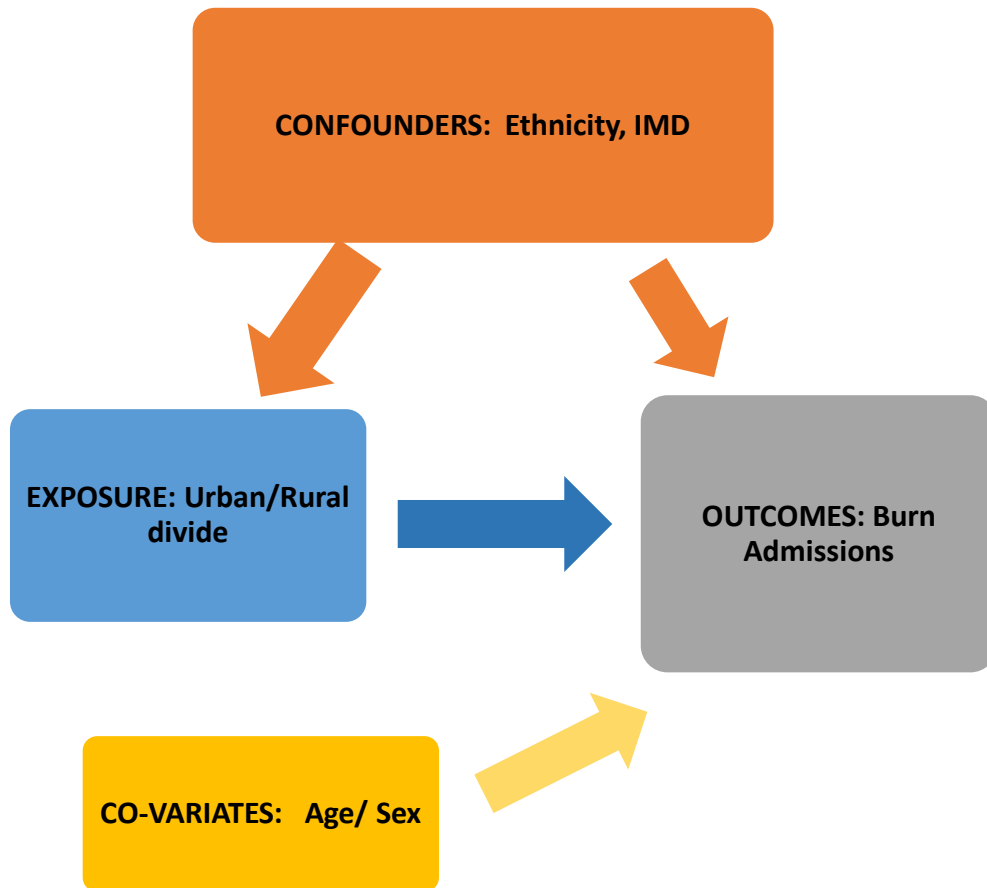 CONFOUNDERS: Ethnicity, IMD
EXPOSURE: Urban/Rural
divide
OUTCOMES: Burn
Admissions
CO-VARIATES: Age/ Sex